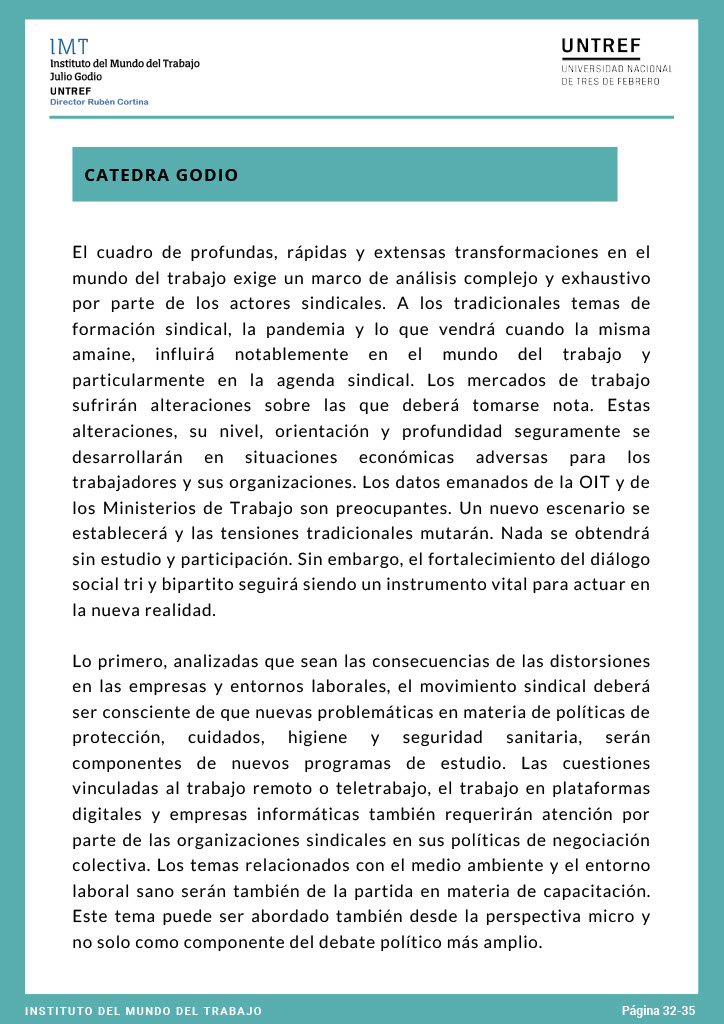 IMT
Instituto del Mundo del Trabajo
Julio Godio
UNTREF
Director Rubén Cortina
UNTREF
UNIVERSIDAD NACIONAL
DE TRES DE FEBRERO
CATEDRA GODIO
El cuadro de profundas, rápidas y extensas transformaciones en el
mundo del trabajo exige un marco de análisis complejo y exhaustivo
por parte de los actores sindicales. A los tradicionales temas de
formación sindical, la pandemia y lo que vendrá cuando la misma
amaine, influirá notablemente en el mundo del trabajo y
particularmente en la agenda sindical. Los mercados de trabajo
sufrirán alteraciones sobre las que deberá tomarse nota. Estas
alteraciones, su nivel, orientación y profundidad seguramente se
desarrollarán en situaciones económicas adversas para los
trabajadores y sus organizaciones. Los datos emanados de la OIT y de
los Ministerios de Trabajo son preocupantes. Un nuevo escenario se
establecerá y las tensiones tradicionales mutarán. Nada se obtendrá
sin estudio y participación. Sin embargo, el fortalecimiento del diálogo
social tri y bipartito seguirá siendo un instrumento vital para actuar en
la nueva realidad.
Lo primero, analizadas que sean las consecuencias de las distorsiones
en las empresas y entornos laborales, el movimiento sindical deberá
ser consciente de que nuevas problemáticas en materia de políticas de
protección, cuidados, higiene y seguridad sanitaria, serán
componentes de nuevos programas de estudio. Las cuestiones
vinculadas al trabajo remoto o teletrabajo, el trabajo en plataformas
digitales y empresas informáticas también requerirán atención por
parte de las organizaciones sindicales en sus políticas de negociación
colectiva. Los temas relacionados con el medio ambiente y el entorno
laboral sano serán también de la partida en materia de capacitación.
Este tema puede ser abordado también desde la perspectiva micro y
no solo como componente del debate político más amplio.
INSTITUTO DEL MUNDO DEL TRABAJO
Página 32-35